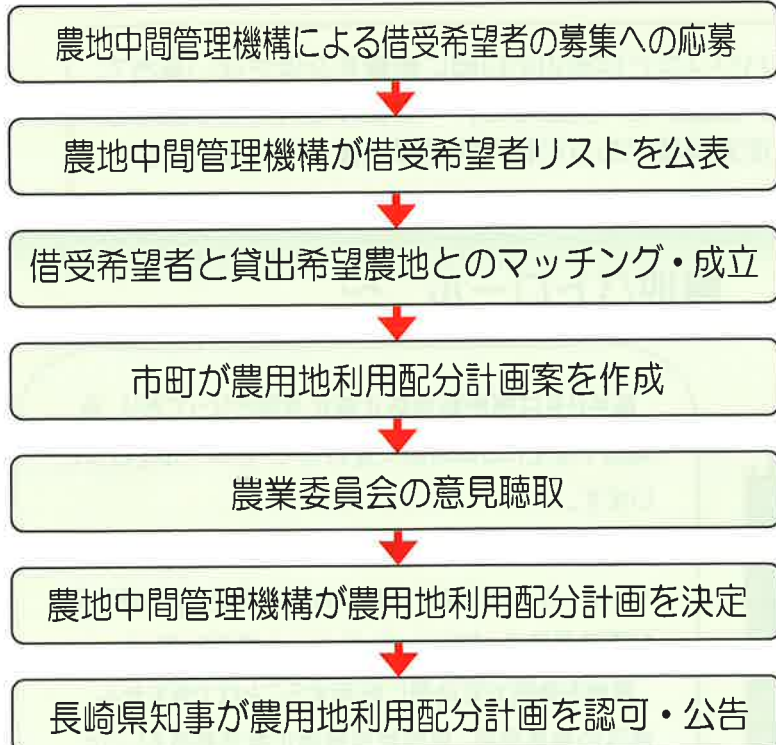 農地中間管理機構による借受希望者の募集への応募
農地中間管理機構が借受希望者リストを公表
借受希望者と貸出希望農地とのマッチング・成立
市町が農用地利用配分計画案を作成
農業委員会の意見聴取
農地中間管理機構が農用地利用配分計画を決定
長崎県知事が農用地利用配分計画を認可・公告